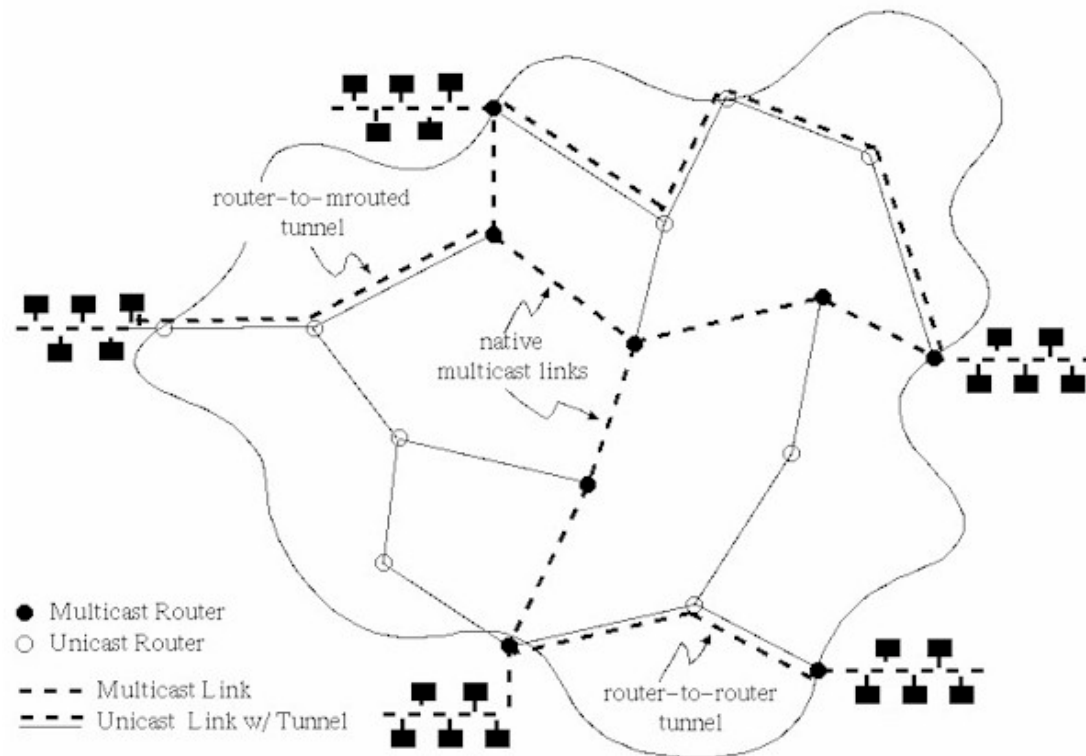 router-to-mrouted
tunnel
native
multicast links
Multicast Router
Unicast Router
Multicast Link
Unicast Link w/ Tunnel
router-to-router
tunnel